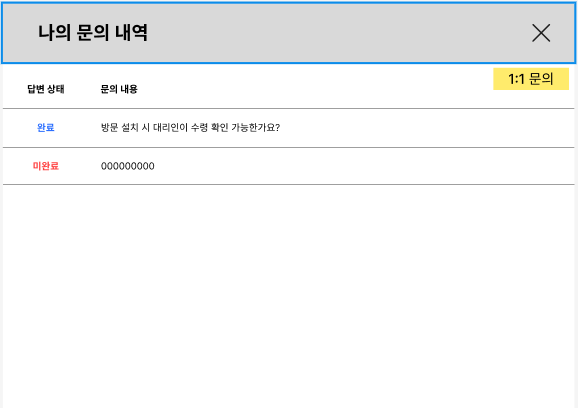 나의 문의 내역
1:1 문의
답변 상태 문의 내용
완료 방문 설치 시 대리인이 수령 확인 가능한가요?
미완료 000000000